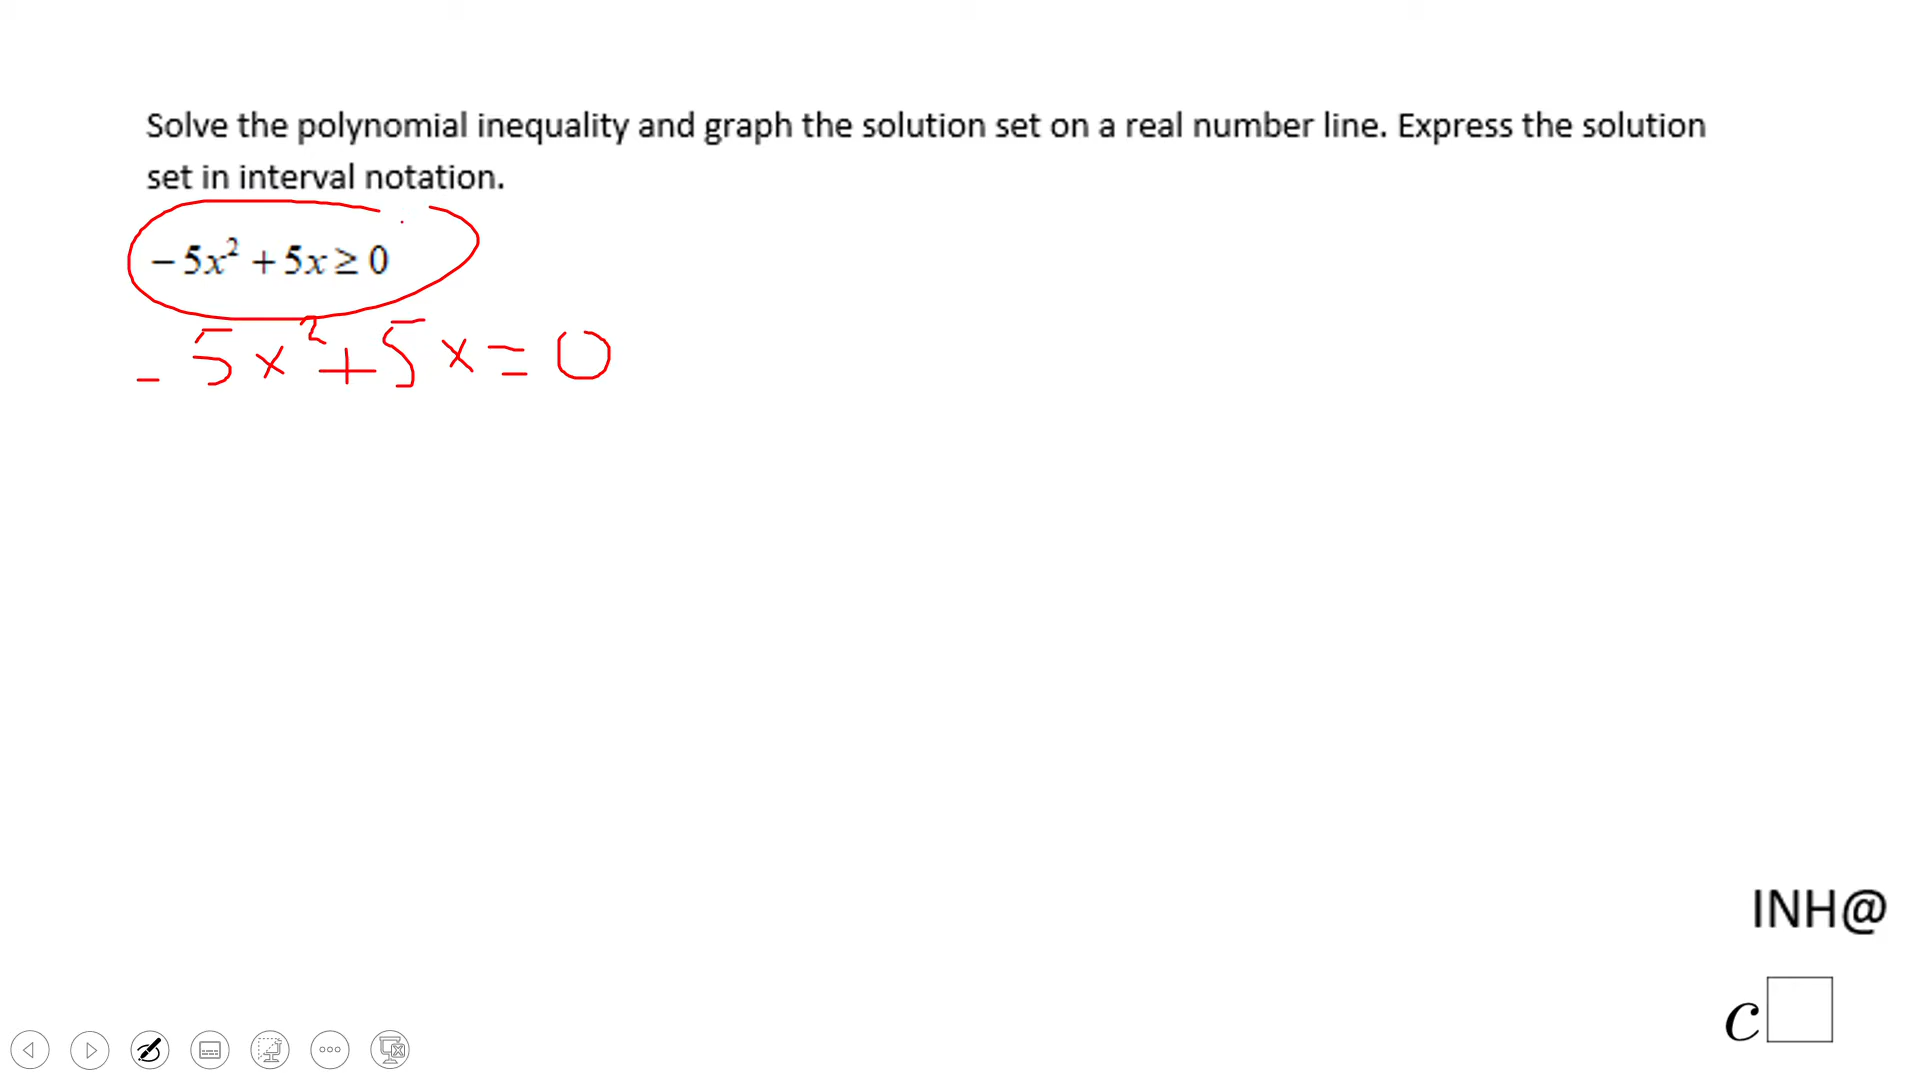 Solve the polynomial inequality and graph the solution set on a real number line. Express the solution
set in interval notation.
− 5x² + 5x ≥ 0
- 5x² + 5x = 0
INH@
c